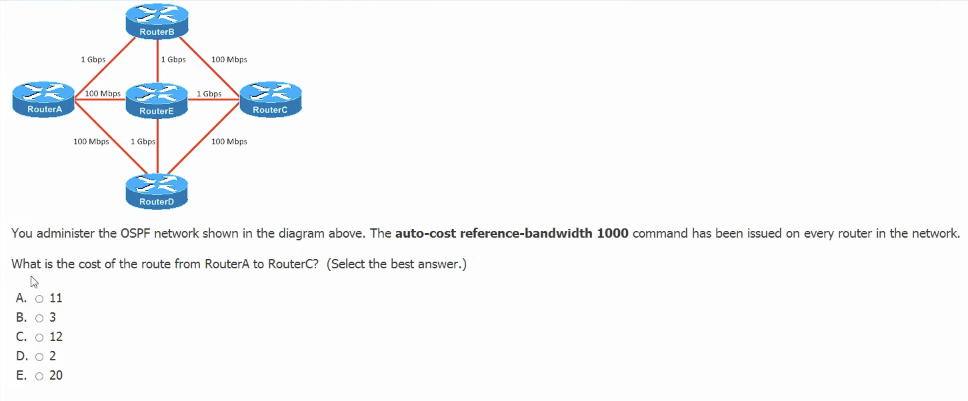 RouterB
1 Gbps 1 Gbps 100 Mbps
100 Mbps 1 Gbps
RouterA RouterE RouterC
100 Mbps 1 Gbps 100 Mbps
RouterD
You administer the OSPF network shown in the diagram above. The auto-cost reference-bandwidth 1000 command has been issued on every router in the network.
What is the cost of the route from RouterA to RouterC? (Select the best answer.)
A. 11
B. 3
C. 12
D. 2
E. 20